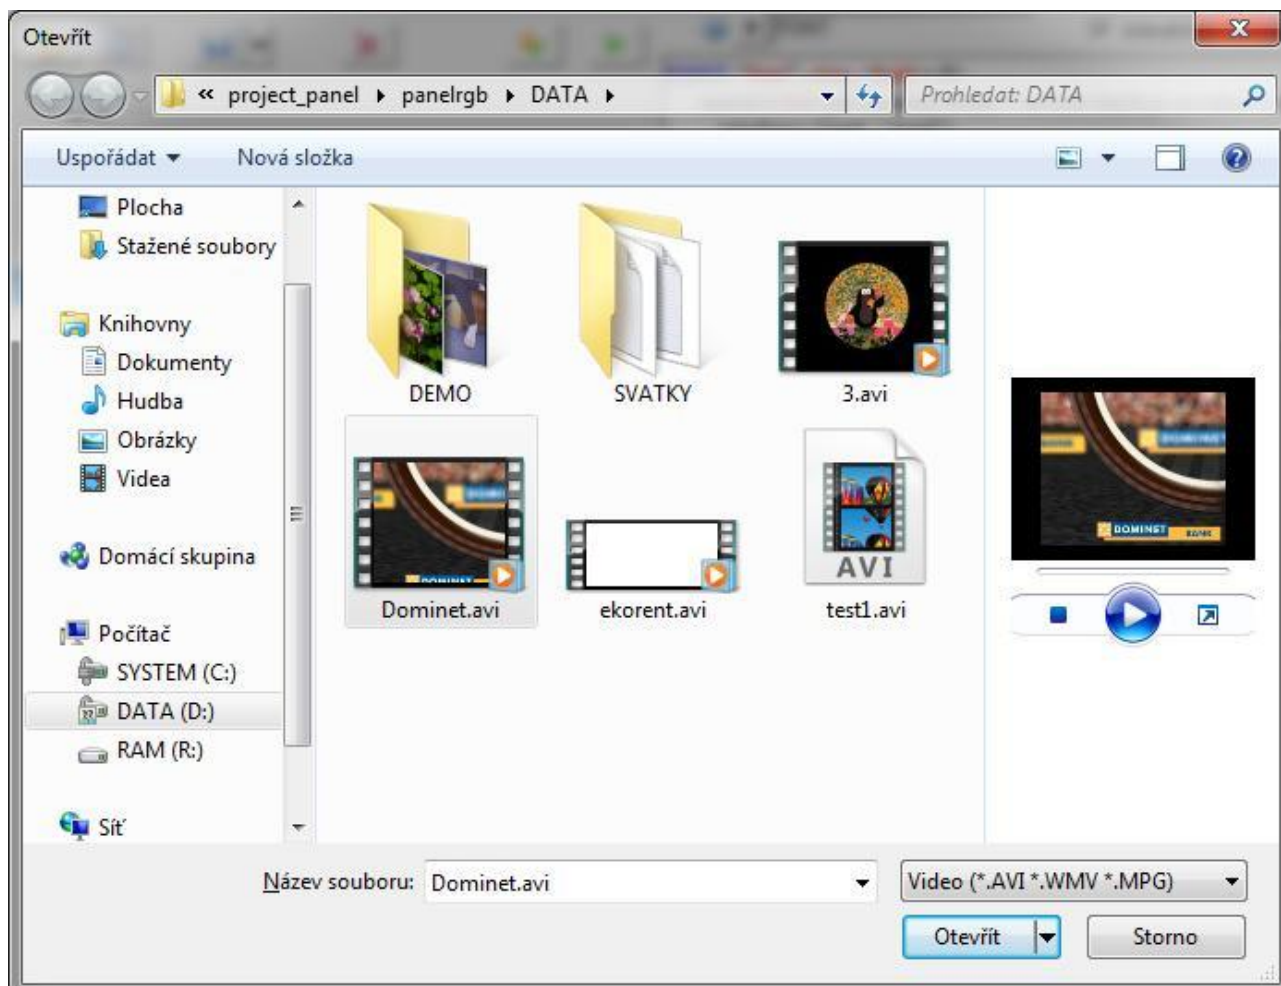 Otevřít
« project_panel ▸ panelrgb ▸ DATA ▸
Prohledat: DATA
Uspořádat
Nová složka
Plocha
Stažené soubory
Knihovny
Dokumenty
Hudba
Obrázky
Videa
Domácí skupina
Počítač
SYSTEM (C:)
DATA (D:)
RAM (R:)
Síť
DEMO
SVATKY
3.avi
Dominet.avi
ekorent.avi
AVI
test1.avi
DOMINET BANK
Název souboru: Dominet.avi
Video (*.AVI *.WMV *.MPG)
Otevřít
Storno